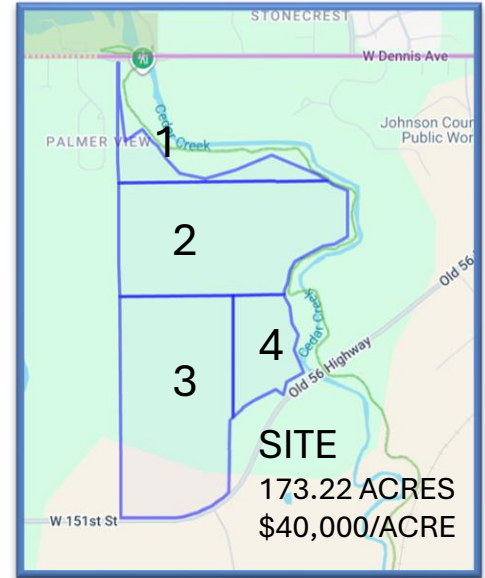 STONECREST
W Dennis Ave
Cedar Creek
Johnson Coun
Public Wor
PALMER VIEW
1
2
Old 56
Cedar Creek
4
3
Old 56 Highway
SITE
173.22 ACRES
$40,000/ACRE
W 151st St